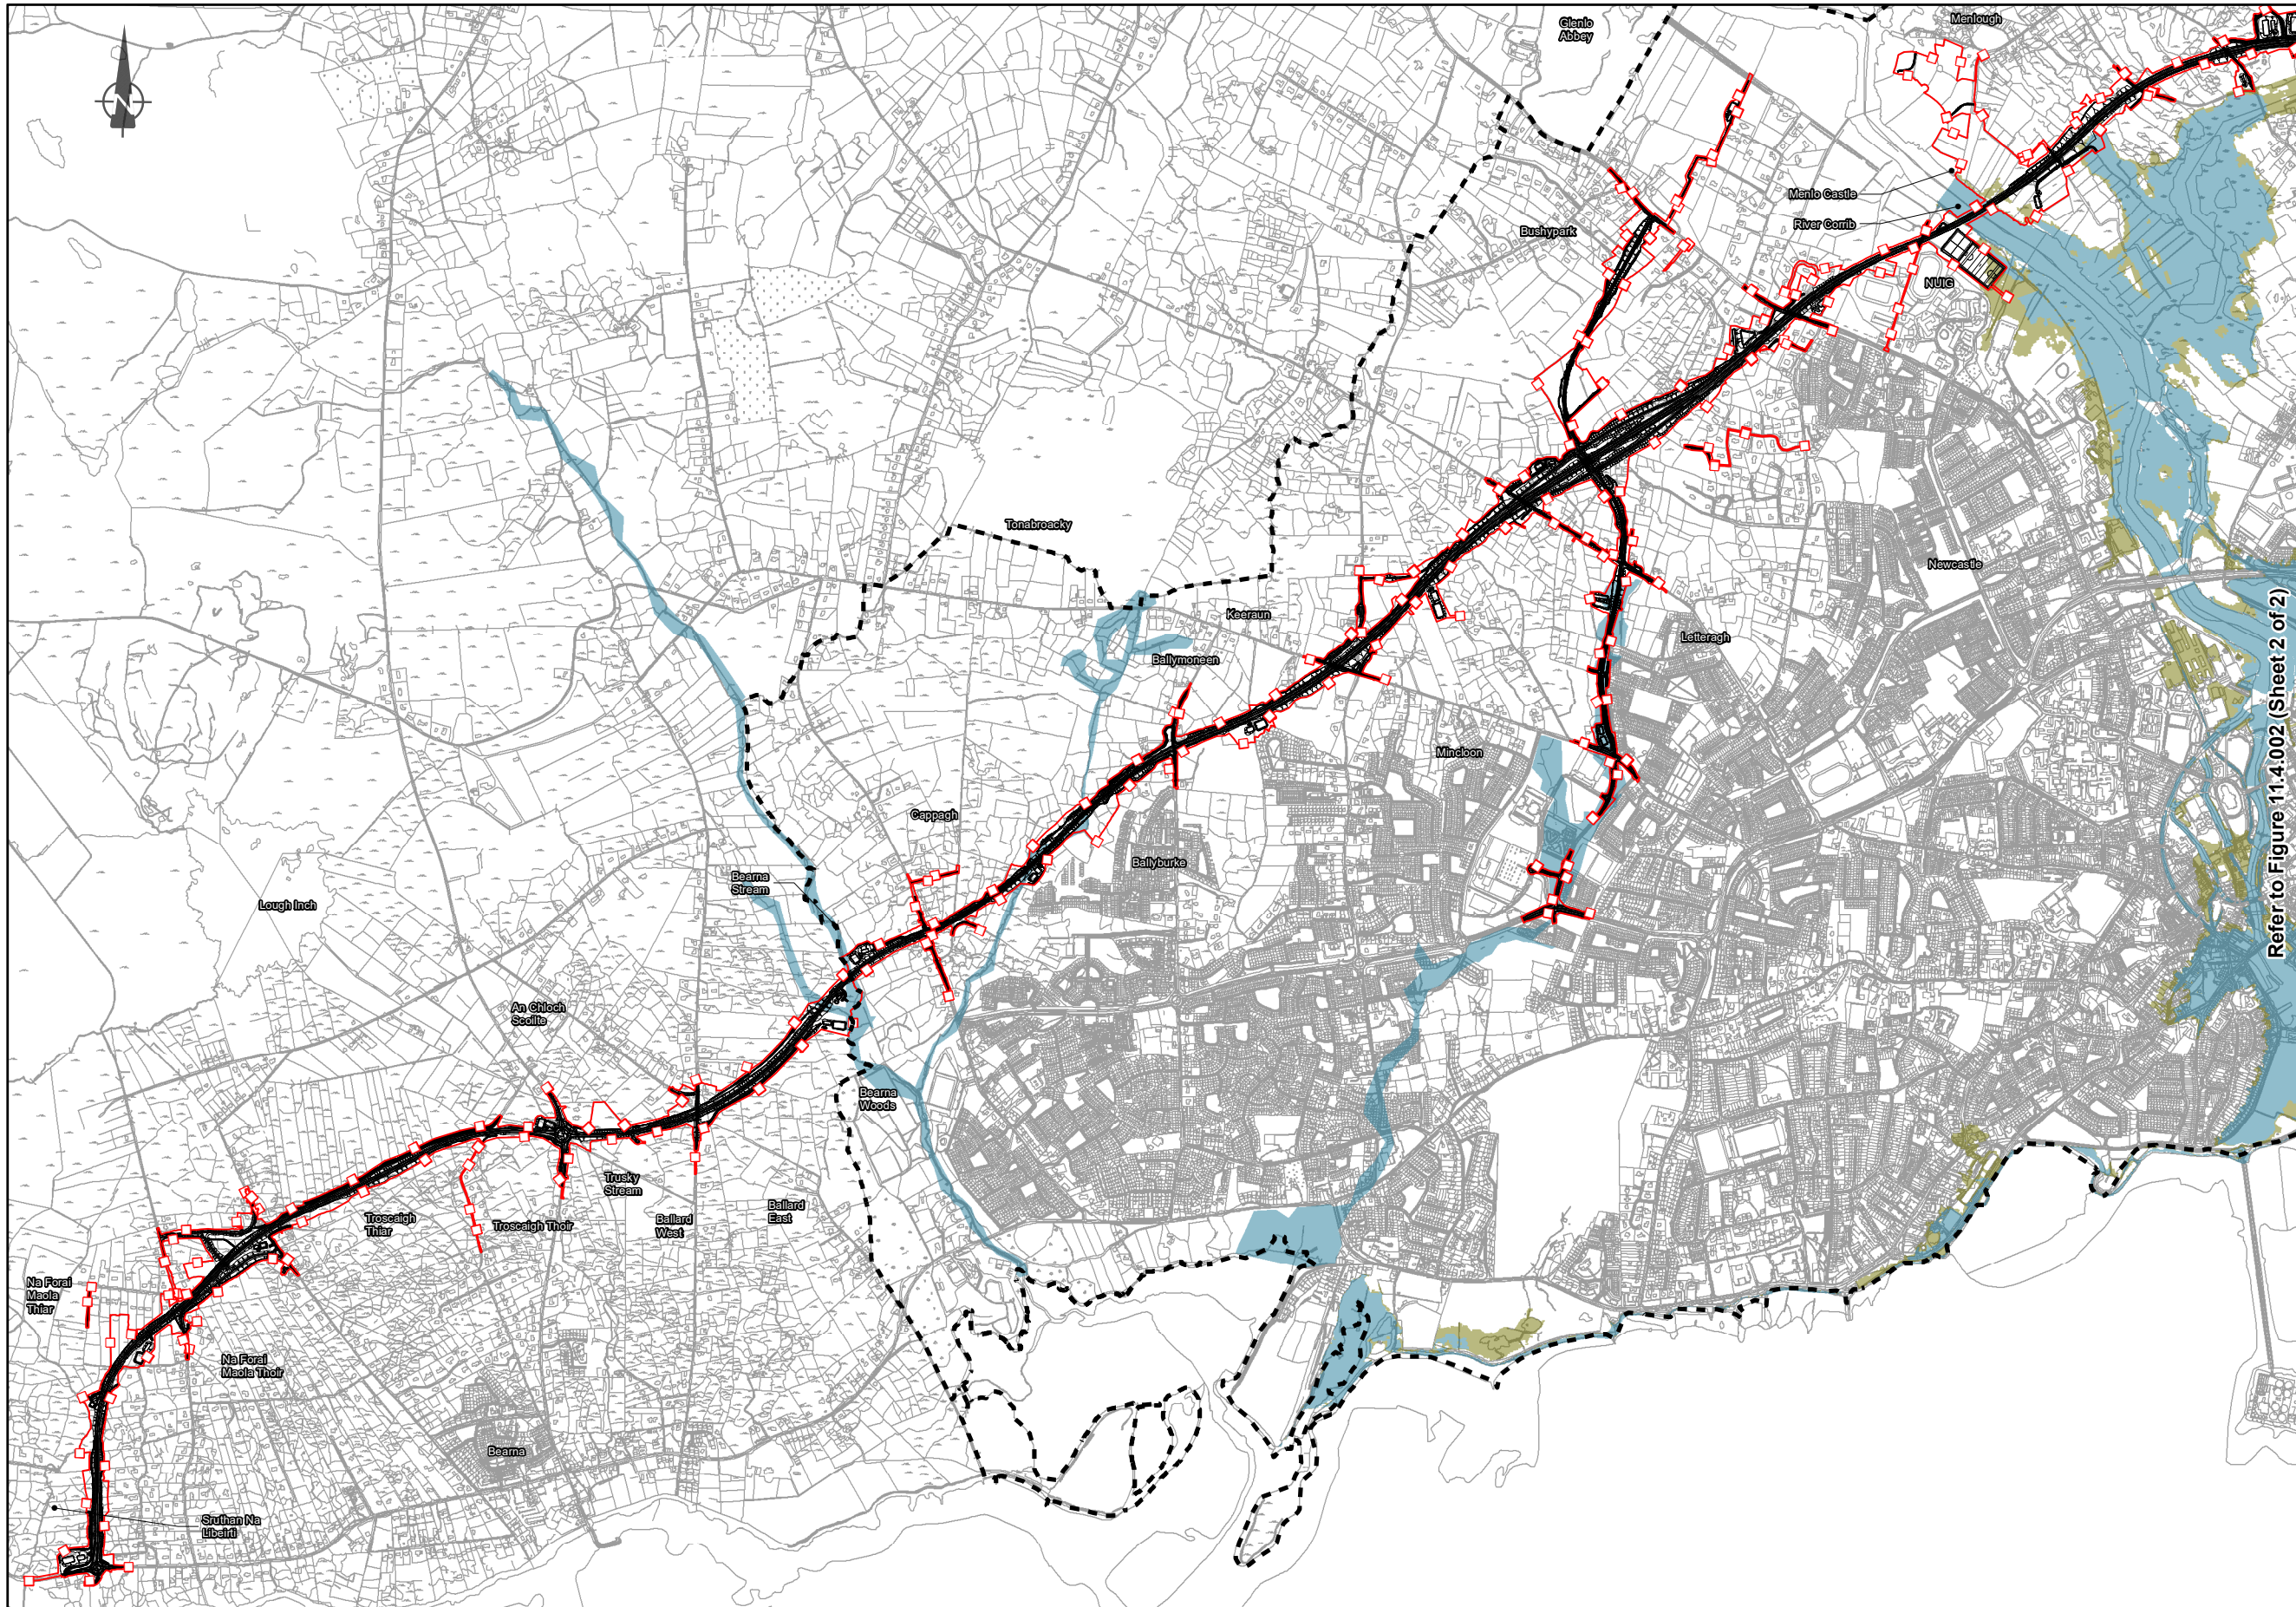 Glenlo
Abbey
Menlough
N
Menlo Castle
River Corrib
Bushypark
NUIG
Tonabroacky
Newcastle
Keeraun
Letteragh
Ballymoneen
Mincloon
Cappagh
Ballyburke
Bearna
Stream
Lough Inch
An Chloch
Scoilte
Bearna
Woods
Trusky
Stream
Ballard
East
Troscaigh
Thiar
Troscaigh Thoir
Ballard
West
Na Foraí
Maola
Thiar
Na Foraí
Maola Thoir
Bearna
Sruthan Na
Libeirtí
Refer to Figure 11.4.002 (Sheet 2 of 2)